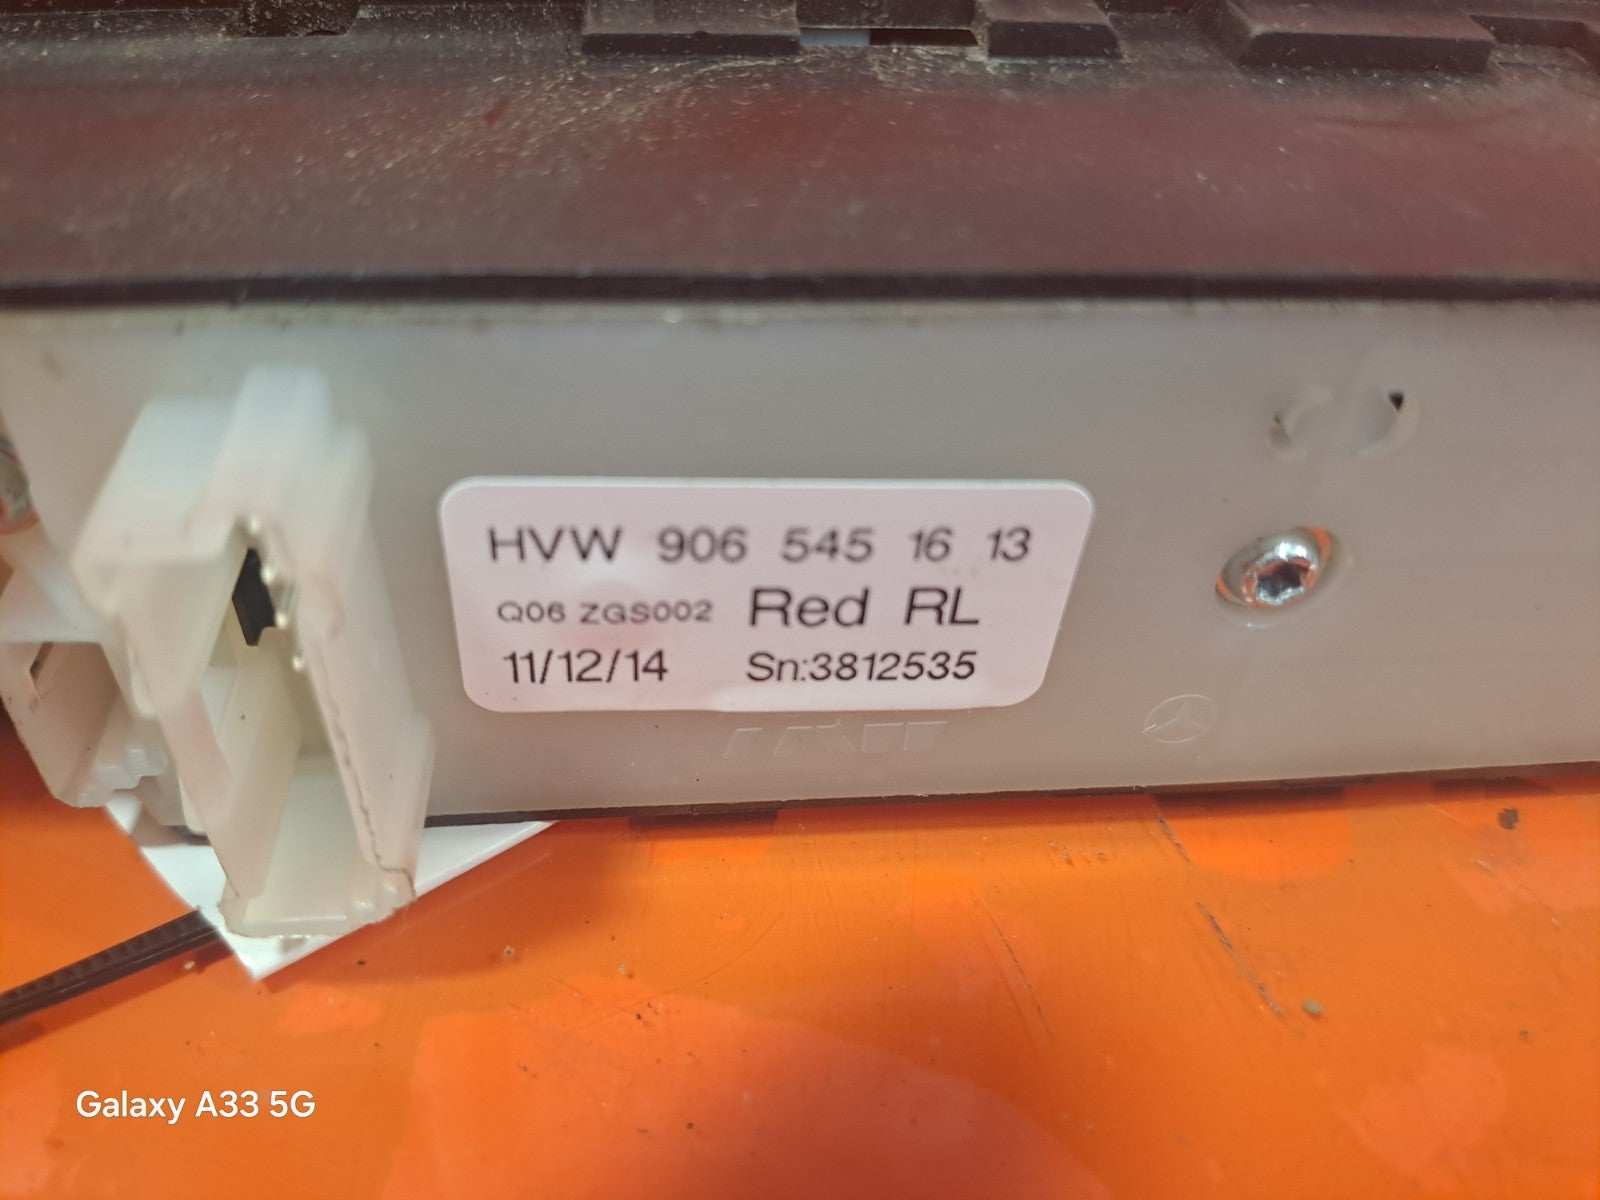 HVW 906 545 16 13
Q06 ZGS002 Red RL
11/12/14 Sn:3812535
Galaxy A33 5G